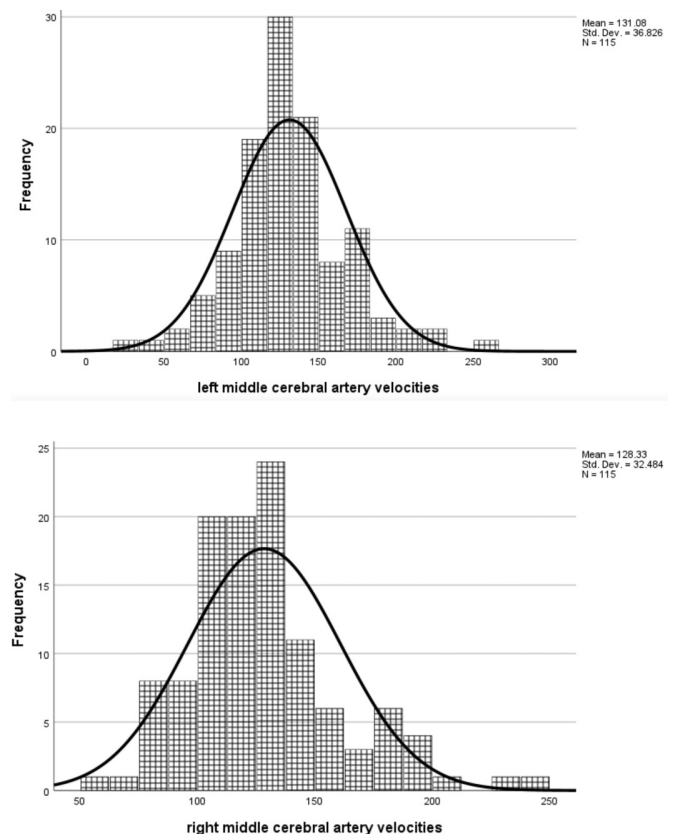 Mean = 131.08
Std. Dev. = 36.826
N = 115
30
20
10
0
Frequency
0 50 100 150 200 250 300
left middle cerebral artery velocities
Mean = 128.33
Std. Dev. = 32.484
N = 115
25
20
15
10
5
0
Frequency
50 100 150 200 250
right middle cerebral artery velocities